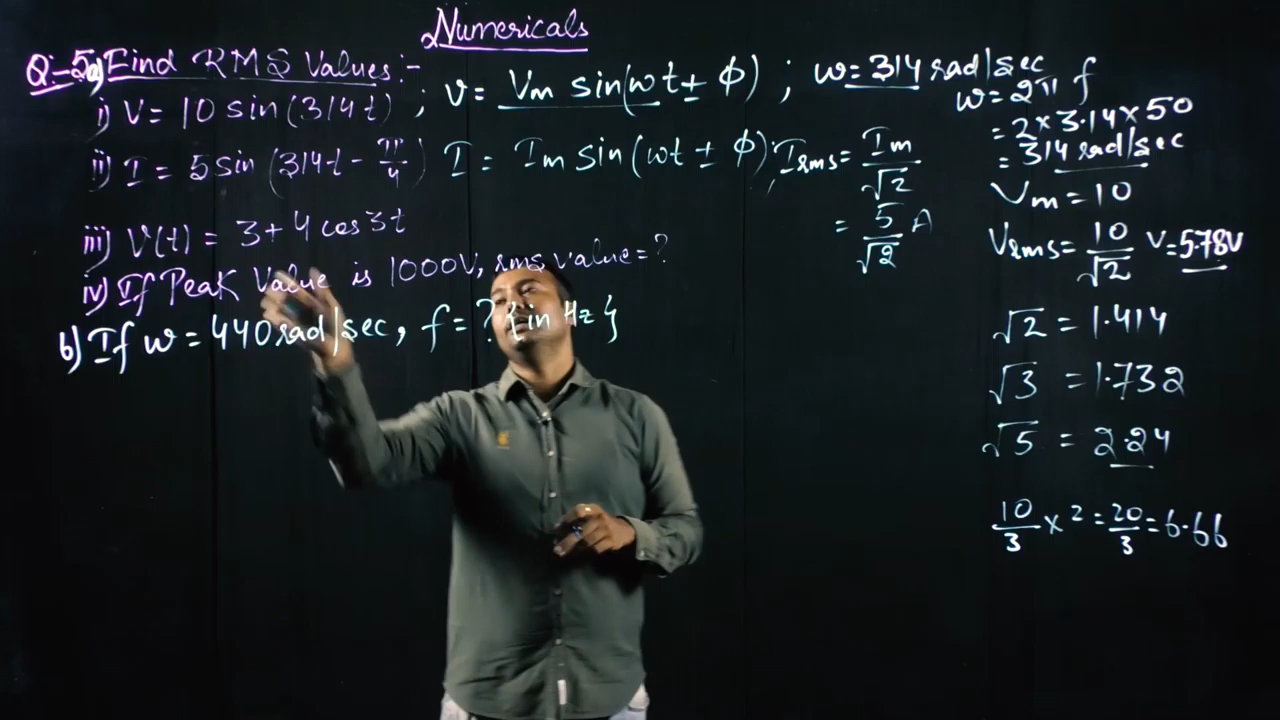 Numericals
Q:-5a) Find RMS Values:-
i) V = 10 sin(314t) ; v = Vm sin(ωt ± φ) ; ω = 314 rad/sec
ω = 2π f
= 2 × 3.14 × 50
= 314 rad/sec
ii) I = 5 sin (314t - π/4) I = Im sin(ωt ± φ); Irms = Im/√2
= 5/√2 A
Vm = 10
Vrms = 10/√2 V = 5.78V
iii) V(t) = 3 + 4 cos 3t
iv) If Peak Value is 1000V, rms value = ?
b) If ω = 440 rad/sec, f = ? {in Hz}
√2 = 1.414
√3 = 1.732
√5 = 2.24
10/3 × 2 = 20/3 = 6.66